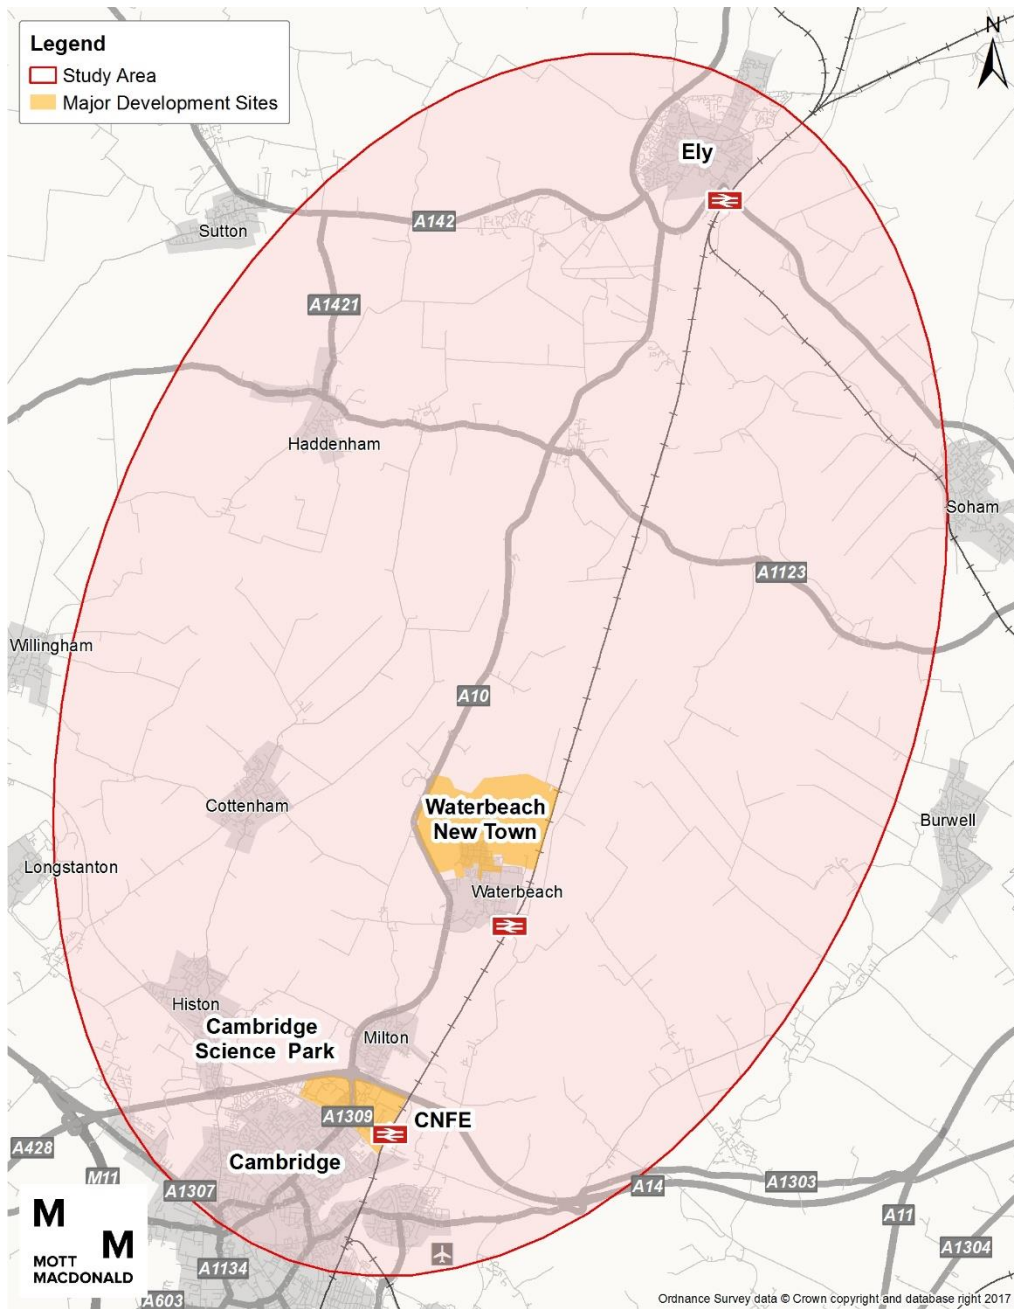 Legend
Study Area
Major Development Sites
N
Ely
Sutton
A142
A1421
Haddenham
Soham
A1123
Willingham
A10
Waterbeach
New Town
Cottenham
Burwell
Longstanton
Waterbeach
Histon
Cambridge
Science Park
Milton
A1309
CNFE
A428
Cambridge
M11
A1307
A14
A1303
A11
A1304
M
M
MOTT
MACDONALD
A1134
A603
Ordnance Survey data © Crown copyright and database right 2017